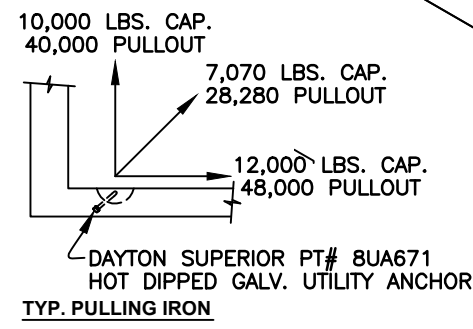 10,000 LBS. CAP.
40,000 PULLOUT
7,070 LBS. CAP.
28,280 PULLOUT
12,000 LBS. CAP.
48,000 PULLOUT
DAYTON SUPERIOR PT# 8UA671
HOT DIPPED GALV. UTILITY ANCHOR
TYP. PULLING IRON